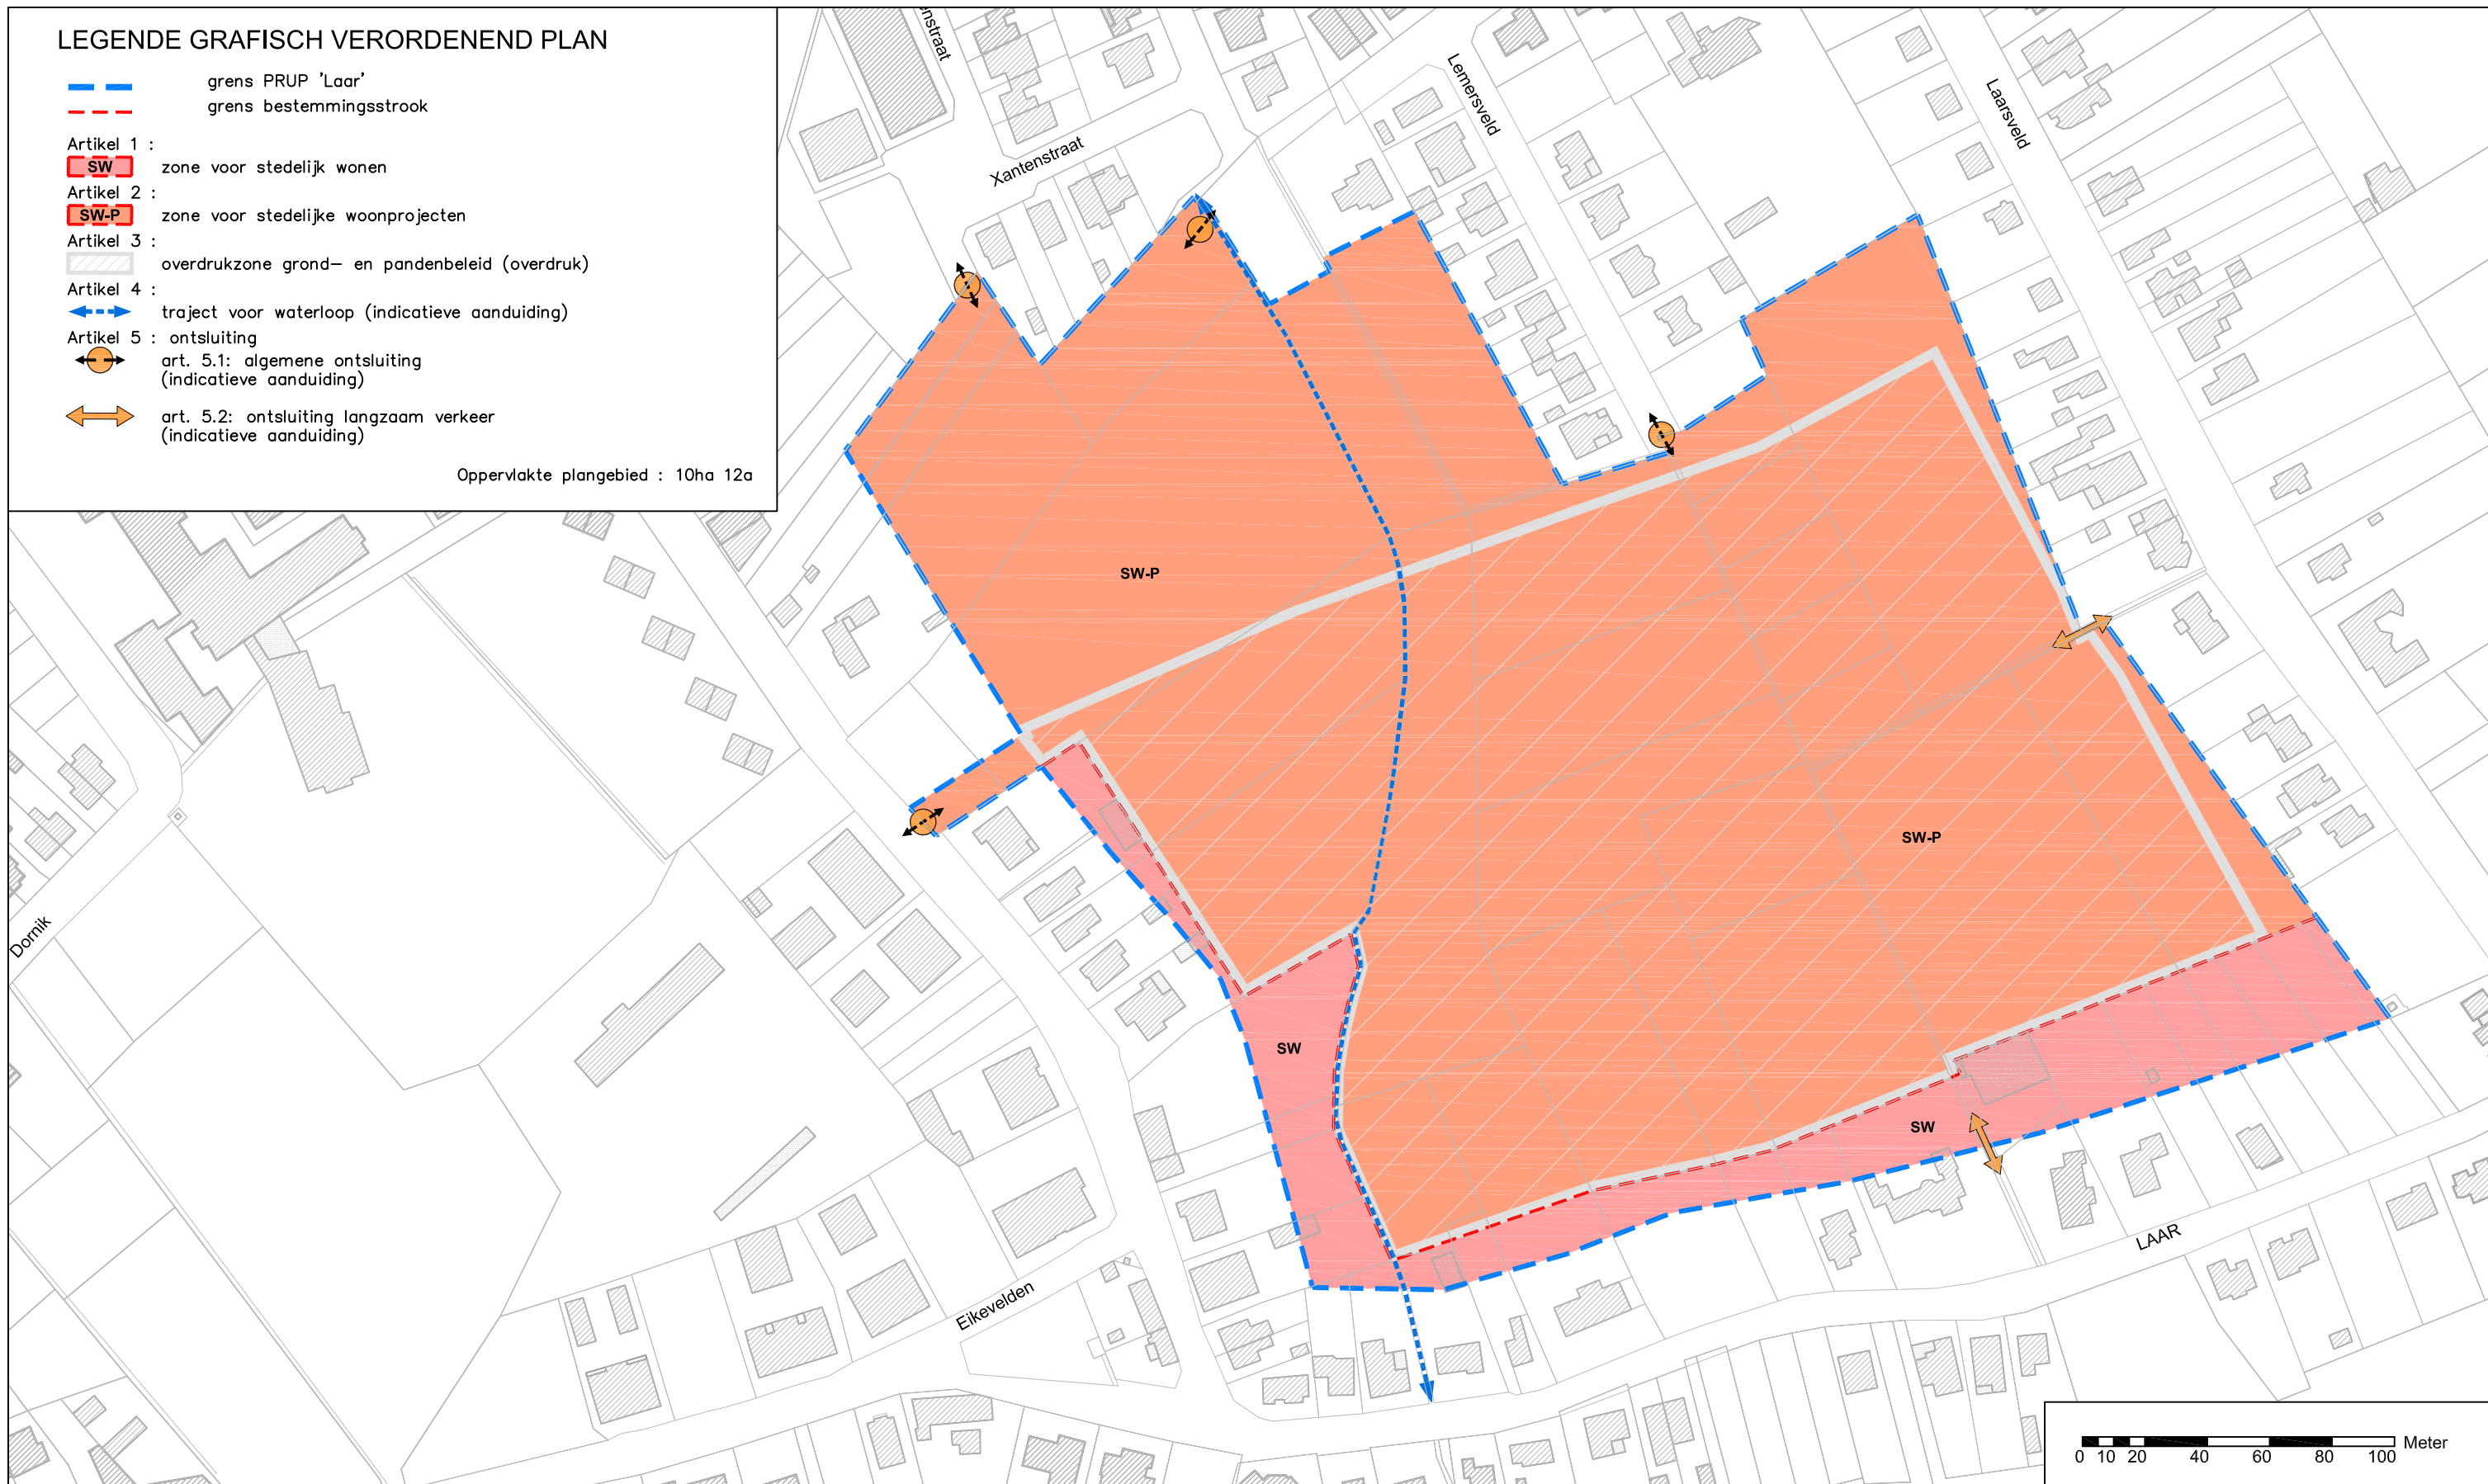 LEGENDE GRAFISCH VERORDENEND PLAN
grens PRUP 'Laar'
grens bestemmingsstrook
Artikel 1 :
SW zone voor stedelijk wonen
Artikel 2 :
SW-P zone voor stedelijke woonprojecten
Artikel 3 :
overdrukzone grond– en pandenbeleid (overdruk)
Artikel 4 :
traject voor waterloop (indicatieve aanduiding)
Artikel 5 : ontsluiting
art. 5.1: algemene ontsluiting
(indicatieve aanduiding)
art. 5.2: ontsluiting langzaam verkeer
(indicatieve aanduiding)
Oppervlakte plangebied : 10ha 12a
Xantenstraat
Lemersveld
Laarsveld
SW-P
SW-P
Dornik
SW
SW
Eikevelden
LAAR
0 10 20 40 60 80 100 Meter